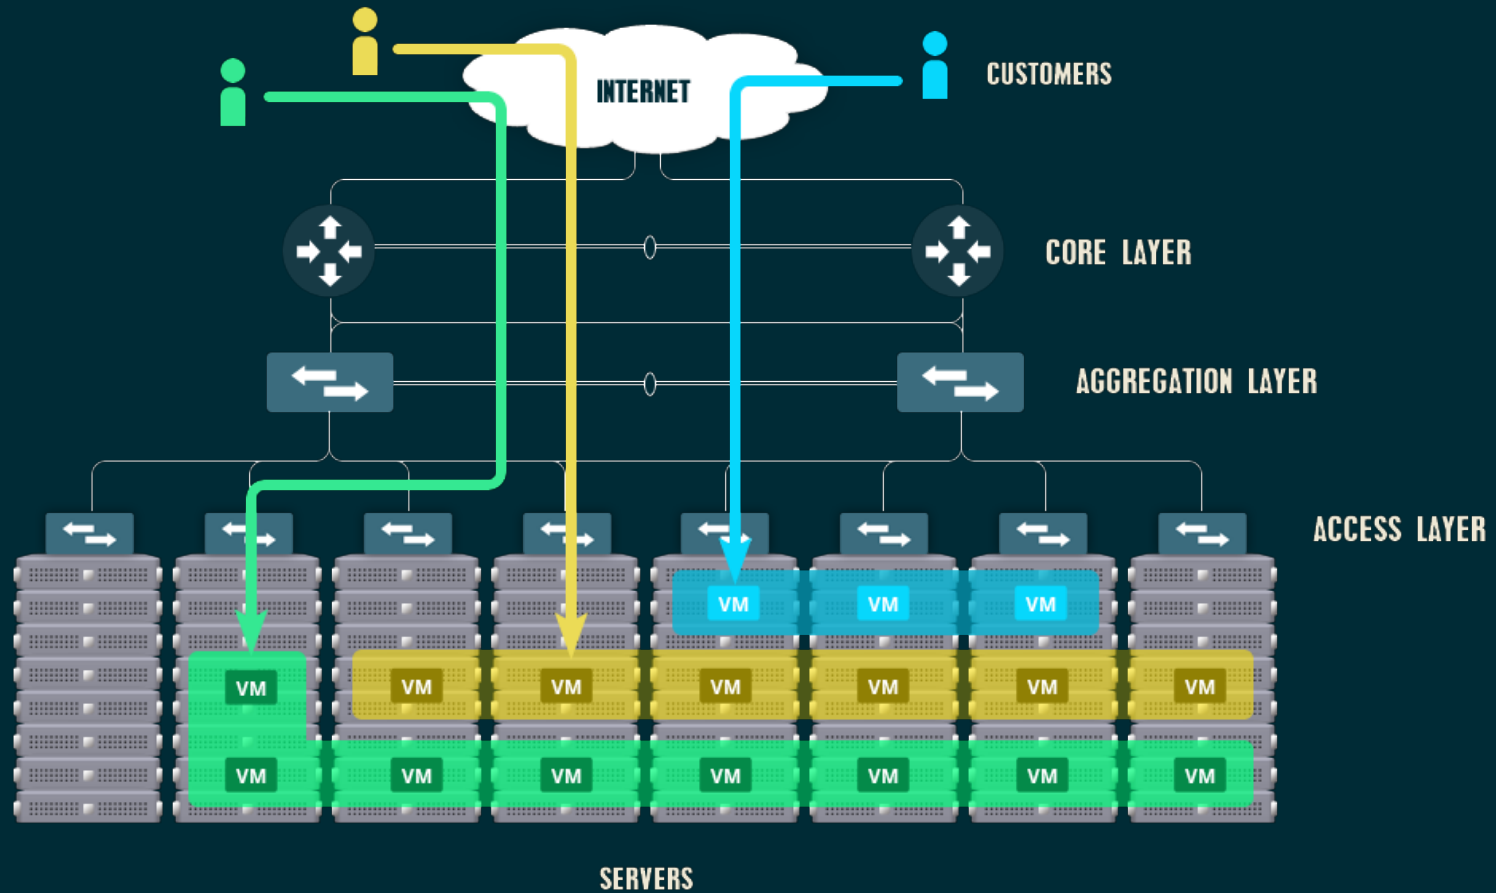 INTERNET
CUSTOMERS
CORE LAYER
AGGREGATION LAYER
ACCESS LAYER
VM VM VM
VM VM VM VM VM VM VM
VM VM VM VM VM VM VM
SERVERS